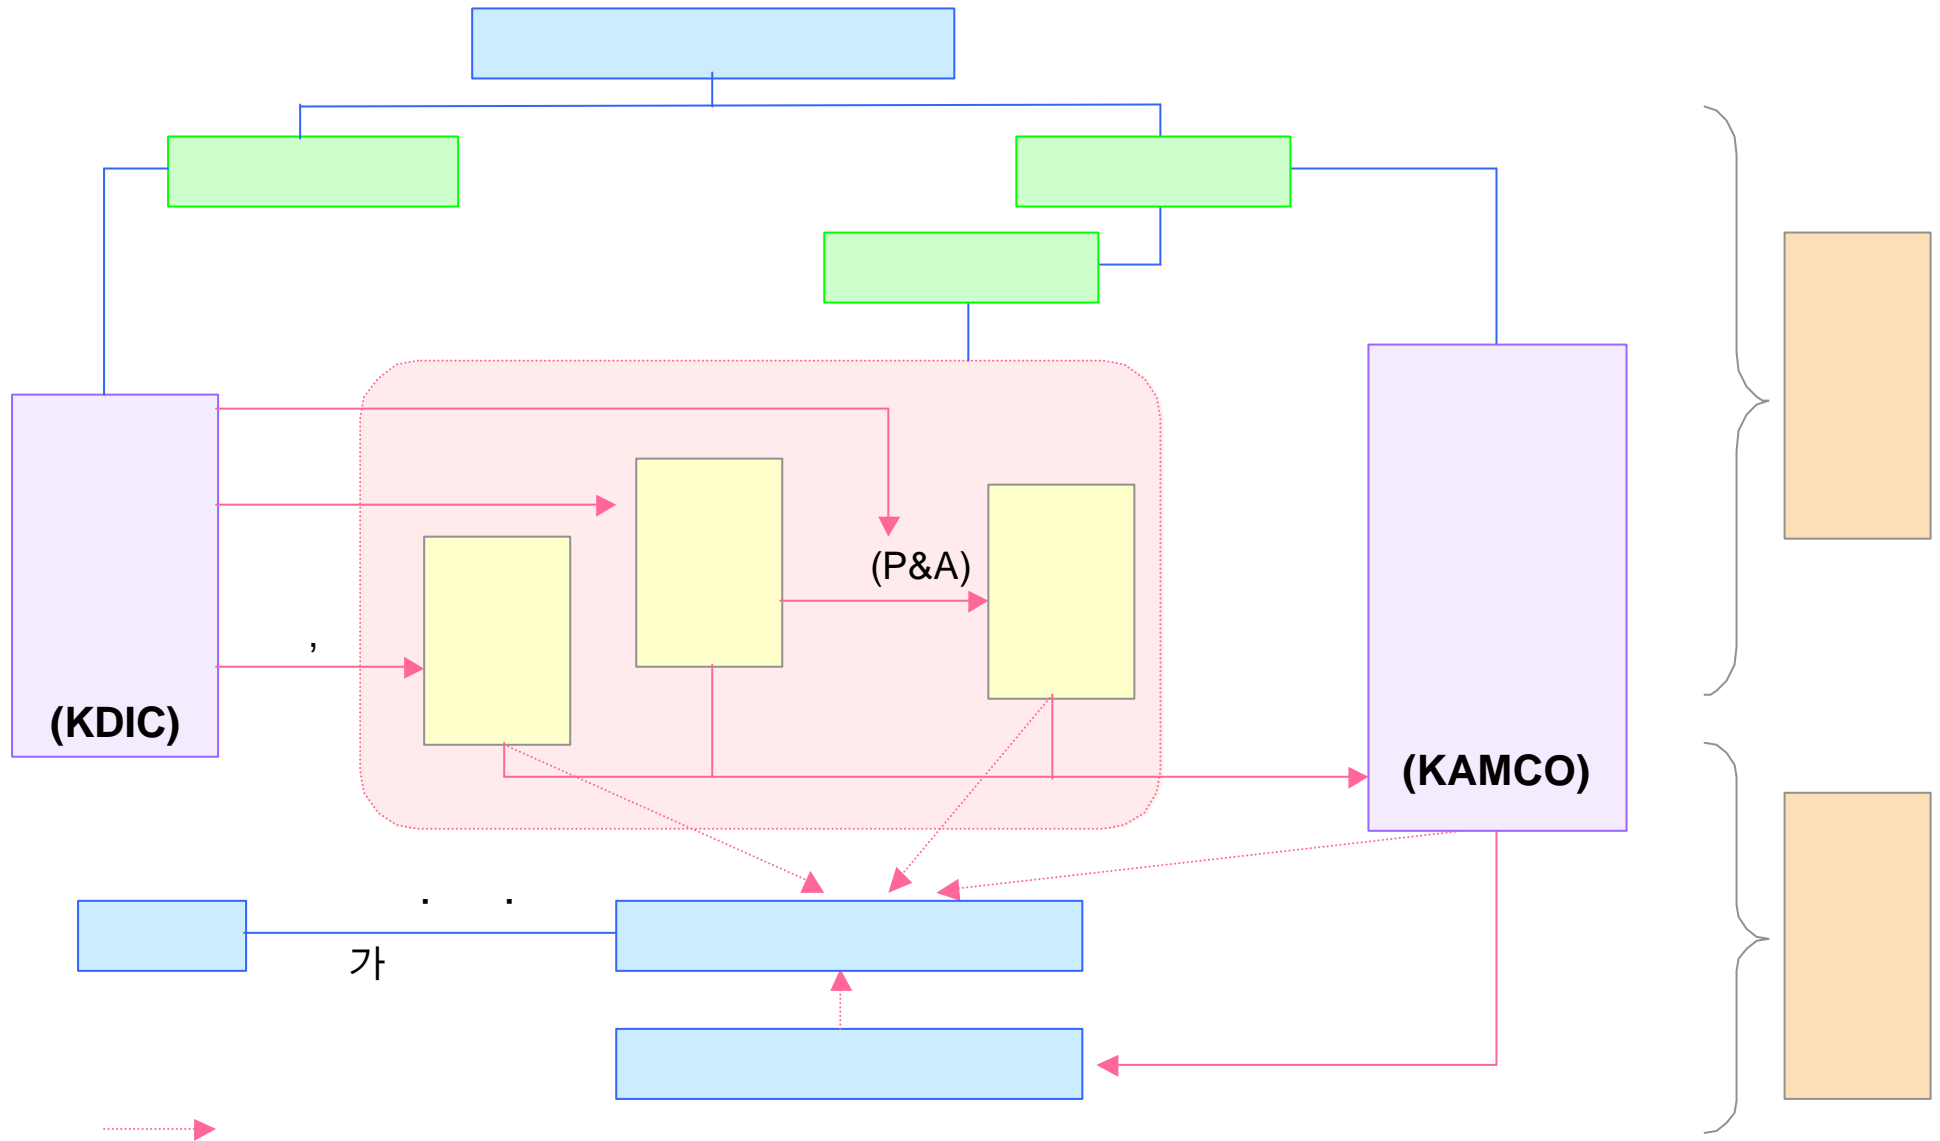 (P&A)
,
(KDIC)
(KAMCO)
. .
가